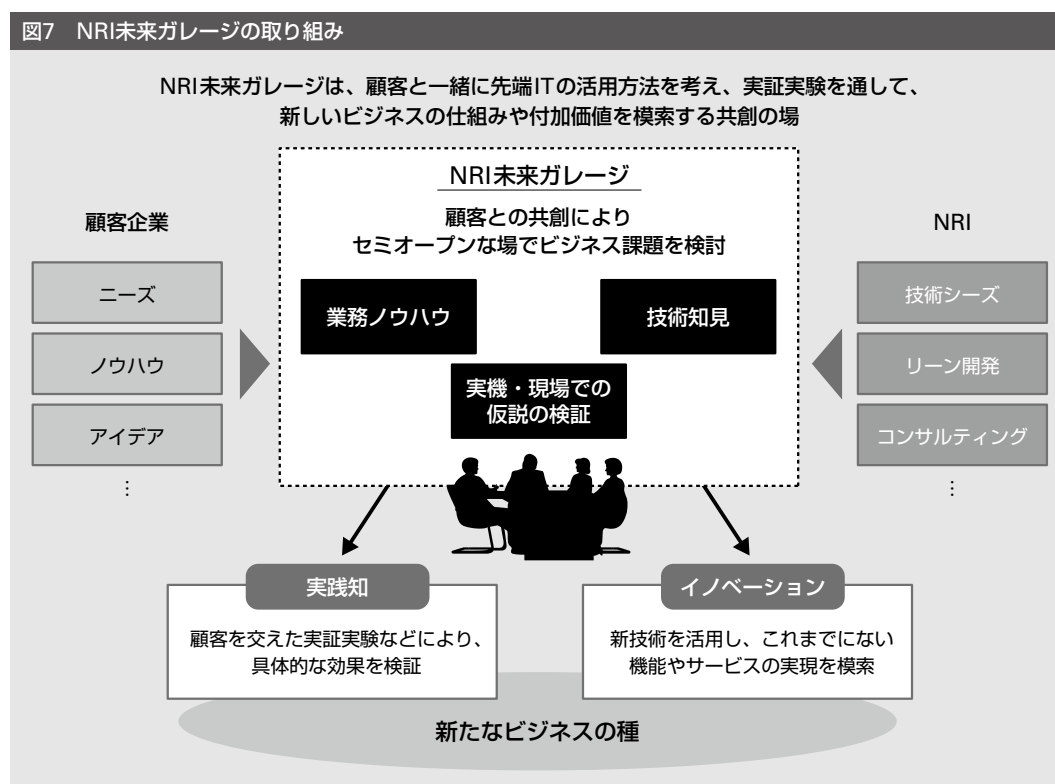 図7 NRI未来ガレージの取り組み
NRI未来ガレージは、顧客と一緒に先端ITの活用方法を考え、実証実験を通して、
新しいビジネスの仕組みや付加価値を模索する共創の場
NRI未来ガレージ
顧客との共創により
セミオープンな場でビジネス課題を検討
顧客企業
ニーズ
ノウハウ
アイデア
⋮
業務ノウハウ
技術知見
実機・現場での
仮説の検証
NRI
技術シーズ
リーン開発
コンサルティング
⋮
実践知
顧客を交えた実証実験などにより、
具体的な効果を検証
イノベーション
新技術を活用し、これまでにない
機能やサービスの実現を模索
新たなビジネスの種